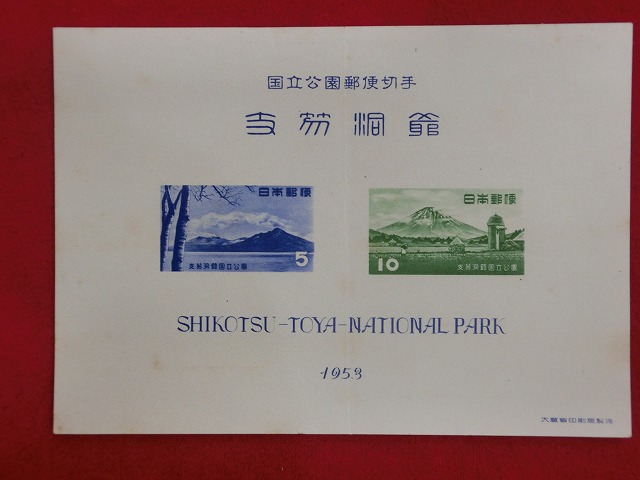 国立公園郵便切手
支笏洞爺
日本郵便
5
支笏洞爺国立公園
日本郵便
10
支笏洞爺国立公園
SHIKOTSU-TOYA-NATIONAL PARK
1953
大蔵省印刷局製造